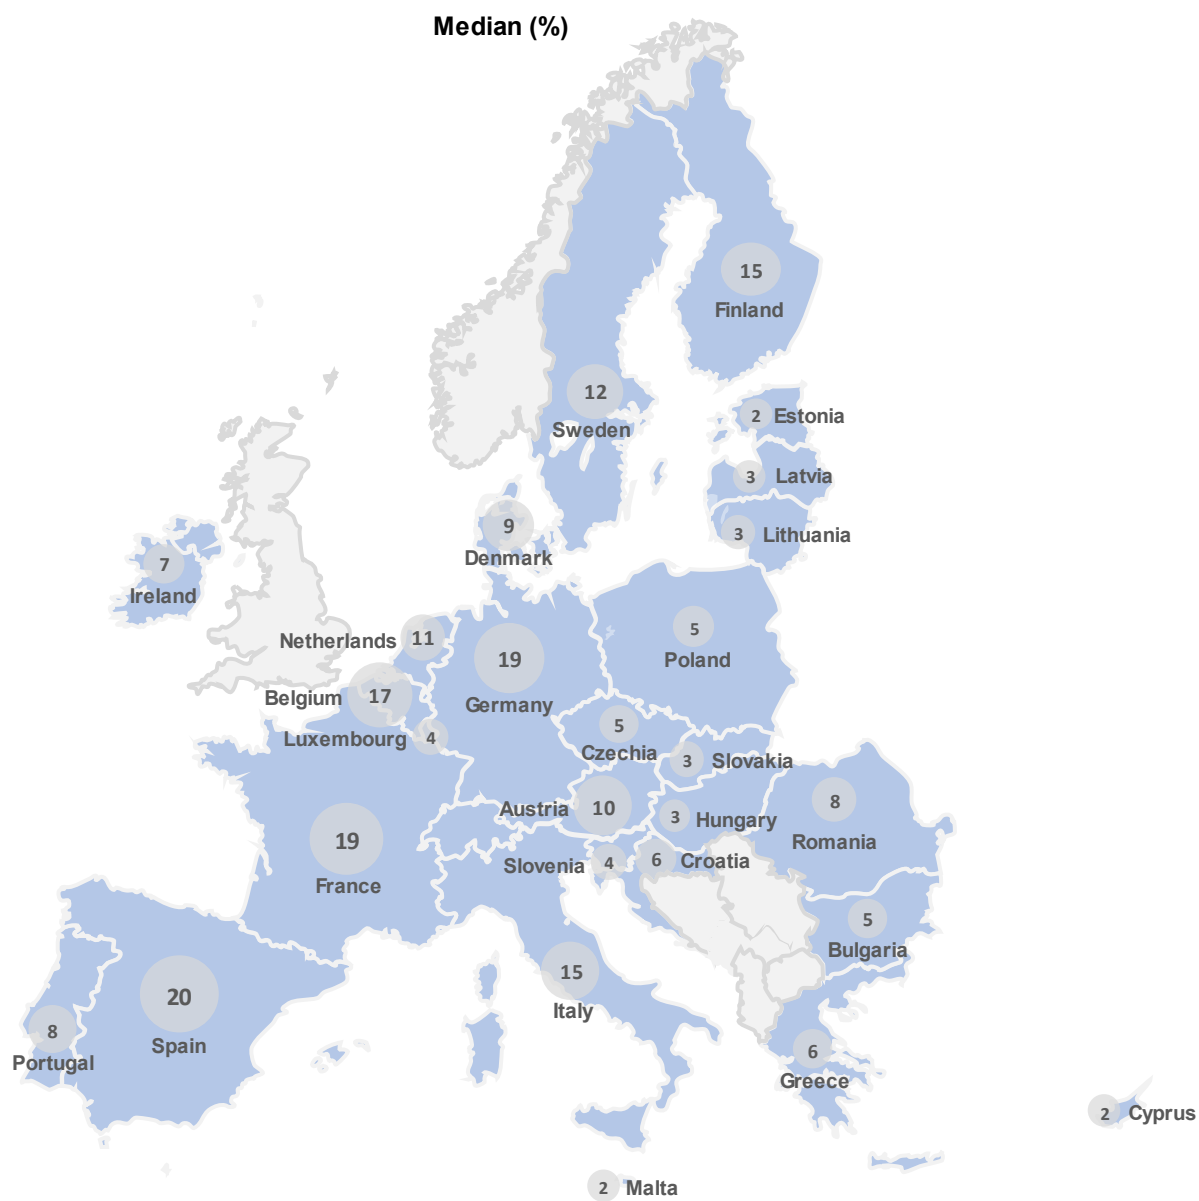 Median (%)
15
Finland
12
Sweden
2 Estonia
3 Latvia
3 Lithuania
9
Denmark
7
Ireland
Netherlands 11
19
Germany
5
Poland
Belgium 17
Luxembourg 4
5
Czechia
3 Slovakia
Austria 10
3 Hungary
8
Romania
19
France
Slovenia 4
6 Croatia
5
Bulgaria
15
Italy
20
Spain
8
Portugal
6
Greece
2 Cyprus
2 Malta